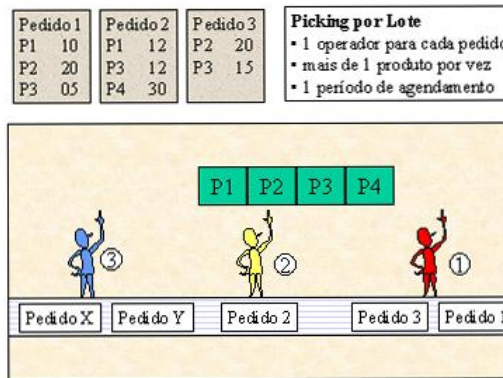 Pedido 1
P1 10
P2 20
P3 05
Pedido 2
P1 12
P3 12
P4 30
Pedido 3
P2 20
P3 15
Picking por Lote
▪ 1 operador para cada pedido
▪ mais de 1 produto por vez
▪ 1 período de agendamento
P1 P2 P3 P4
③ ② ①
Pedido X Pedido Y Pedido 2 Pedido 3 Pedido 1